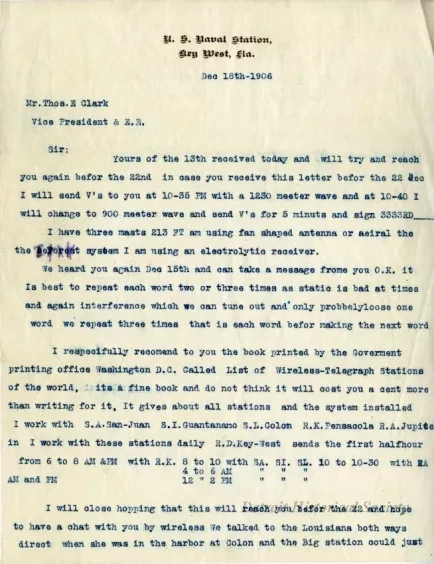 U. S. Naval Station,
Key West, Fla.
Dec 18th-1906
Mr.Thos.E Clark
Vice President & E.R.
Sir:
Yours of the 13th received today and will try and reach
you again befor the 22nd in case you receive this letter befor the 22 dec
I will send V's to you at 10-35 PM with a 1230 meeter wave and at 10-40 I
will change to 900 meeter wave and send V's for 5 minuts and sign 3333RD
I have three masts 213 FT am using fan shaped antenna or aeiral the
the system I am using an electrolytic receiver.
We heard you again Dec 15th and can take a message frome you O.K. it
Is best to repeat each word two or three times as static is bad at times
and again interference which we can tune out and only probbelyloose one
word we repeat three times that is each word befor making the next word
I respecifully recomend to you the book printed by the Goverment
printing office Washington D.C. Called List of Wireless-Telegraph Stations
of the world, its a fine book and do not think it will cost you a cent more
than writing for it, It gives about all stations and the system installed
I work with S.A.San-Juan S.I.Guantanamo S.L.Colon R.K.Pensacola R.A.Jupite
in I work with these stations daily R.D.Key-West sends the first halfhour
from 6 to 8 AM &PM with R.K. 8 to 10 with SA. SI. SL. 10 to 10-30 with RA
4 to 6 AM " " "
AM and PM 12 " 2 PM " " "
I will close hopping that this will reach you befor the 22 and hope
to have a chat with you by wireless We talked to the Louisiana both ways
direct when she was in the harbor at Colon and the Big station could just